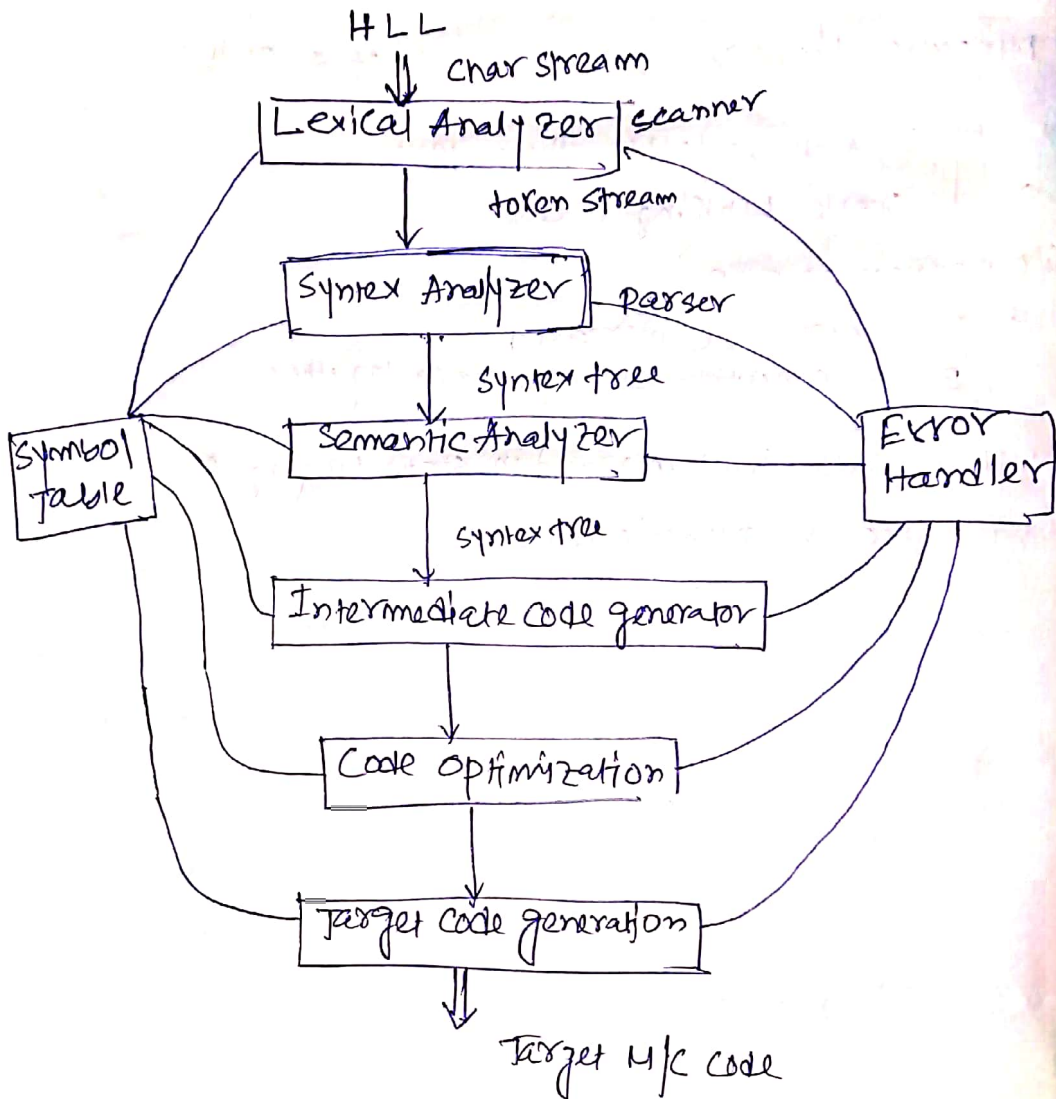 HLL
Char stream
Lexical Analyzer
scanner
token stream
Syntex Analyzer
Parser
Syntex tree
Semantic Analyzer
Symbol
Table
Error
Handler
syntex tree
Intermediate code generator
Code optimization
Target code generation
Target M/C code